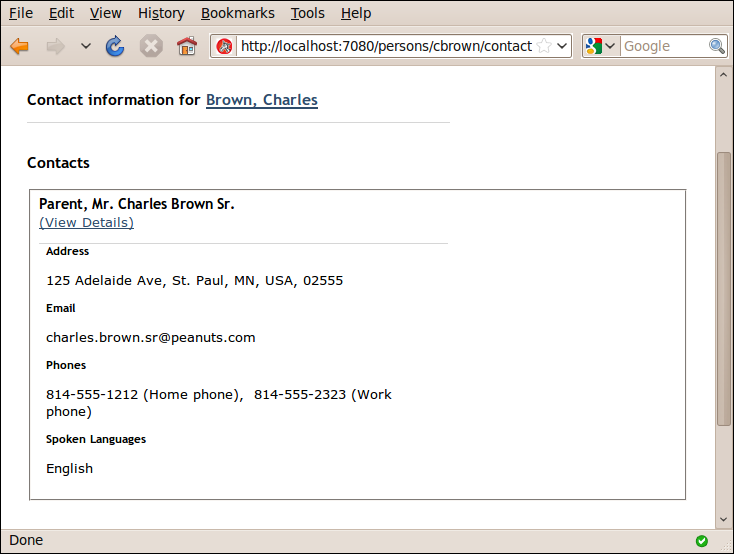 File Edit View History Bookmarks Tools Help
http://localhost:7080/persons/cbrown/contact Google
Contact information for Brown, Charles
Contacts
Parent, Mr. Charles Brown Sr.
(View Details)
Address
125 Adelaide Ave, St. Paul, MN, USA, 02555
Email
charles.brown.sr@peanuts.com
Phones
814-555-1212 (Home phone),  814-555-2323 (Work
phone)
Spoken Languages
English
Done